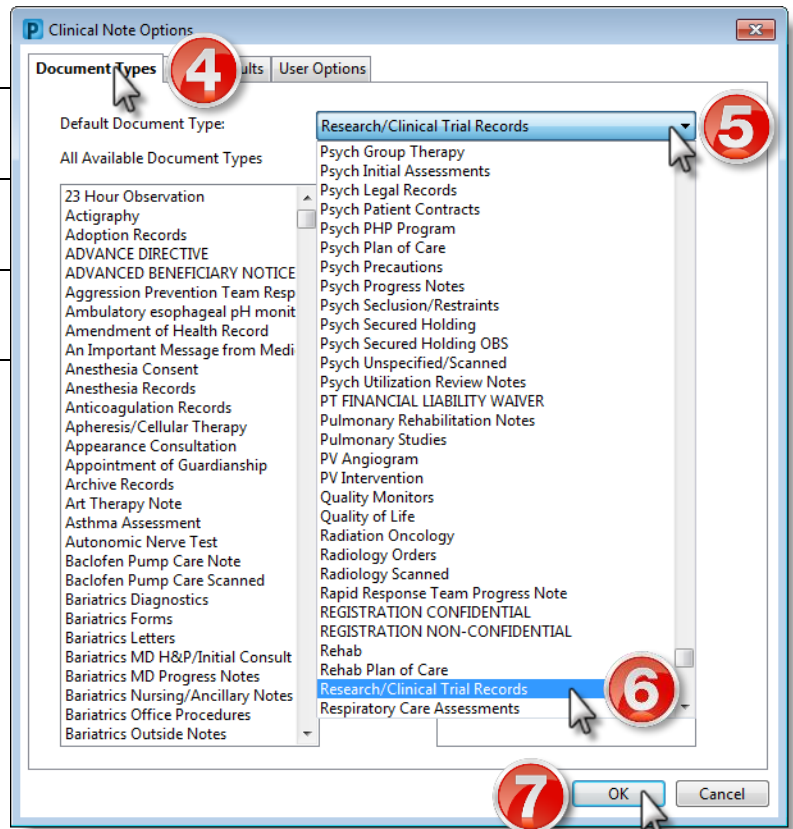 P Clinical Note Options
Document Types 4 ults User Options
Default Document Type: Research/Clinical Trial Records 5
All Available Document Types
23 Hour Observation
Actigraphy
Adoption Records
ADVANCE DIRECTIVE
ADVANCED BENEFICIARY NOTICE
Aggression Prevention Team Resp
Ambulatory esophageal pH monit
Amendment of Health Record
An Important Message from Medi
Anesthesia Consent
Anesthesia Records
Anticoagulation Records
Apheresis/Cellular Therapy
Appearance Consultation
Appointment of Guardianship
Archive Records
Art Therapy Note
Asthma Assessment
Autonomic Nerve Test
Baclofen Pump Care Note
Baclofen Pump Care Scanned
Bariatrics Diagnostics
Bariatrics Forms
Bariatrics Letters
Bariatrics MD H&P/Initial Consult
Bariatrics MD Progress Notes
Bariatrics Nursing/Ancillary Notes
Bariatrics Office Procedures
Bariatrics Outside Notes
Psych Group Therapy
Psych Initial Assessments
Psych Legal Records
Psych Patient Contracts
Psych PHP Program
Psych Plan of Care
Psych Precautions
Psych Progress Notes
Psych Seclusion/Restraints
Psych Secured Holding
Psych Secured Holding OBS
Psych Unspecified/Scanned
Psych Utilization Review Notes
PT FINANCIAL LIABILITY WAIVER
Pulmonary Rehabilitation Notes
Pulmonary Studies
PV Angiogram
PV Intervention
Quality Monitors
Quality of Life
Radiation Oncology
Radiology Orders
Radiology Scanned
Rapid Response Team Progress Note
REGISTRATION CONFIDENTIAL
REGISTRATION NON-CONFIDENTIAL
Rehab
Rehab Plan of Care
Research/Clinical Trial Records 6
Respiratory Care Assessments
7 OK Cancel